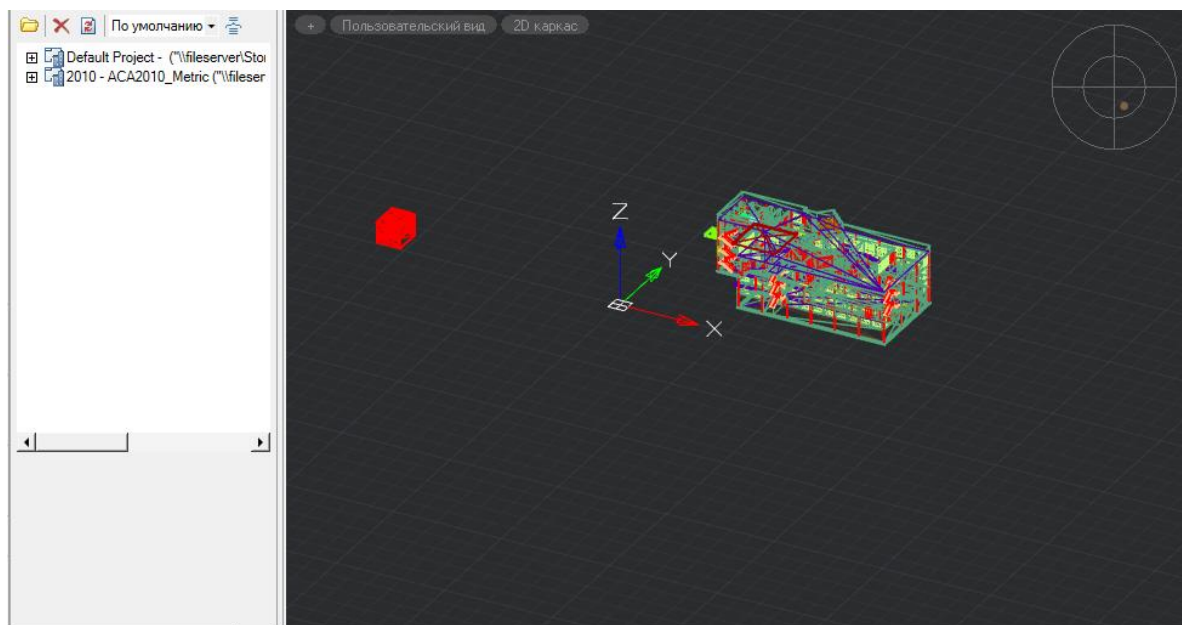 По умолчанию
Default Project - ("\\fileserver\Sto
2010 - ACA2010_Metric ("\\fileser
+ Пользовательский вид 2D каркас
Z
Y
X